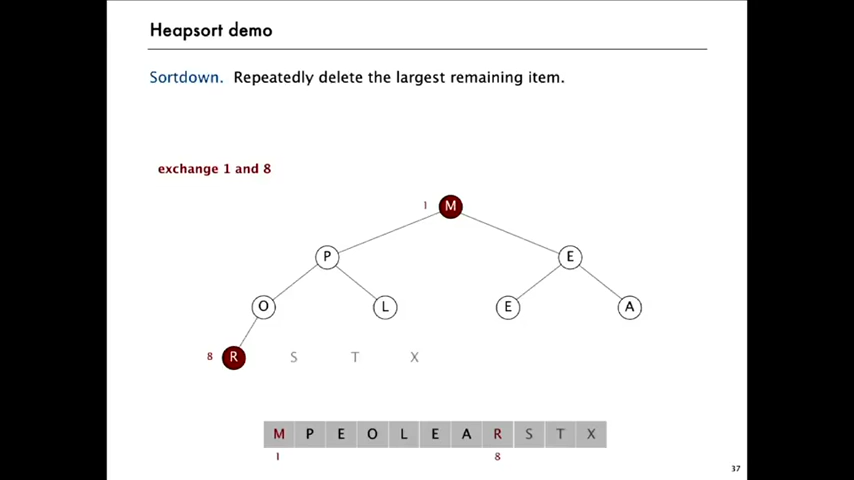 Heapsort demo
Sortdown. Repeatedly delete the largest remaining item.
exchange 1 and 8
1 M
P E
O L E A
8 R S T X
M P E O L E A R S T X
1 8
37